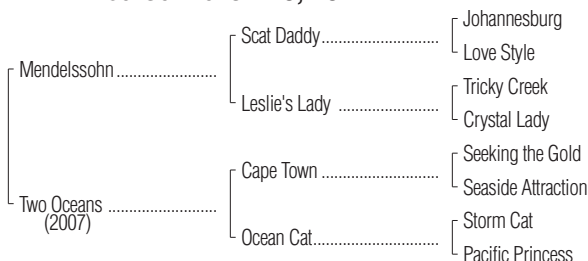 Johannesburg
Scat Daddy
Love Style
Mendelssohn
Tricky Creek
Leslie's Lady
Crystal Lady
Seeking the Gold
Cape Town
Seaside Attraction
Two Oceans
(2007)
Storm Cat
Ocean Cat
Pacific Princess